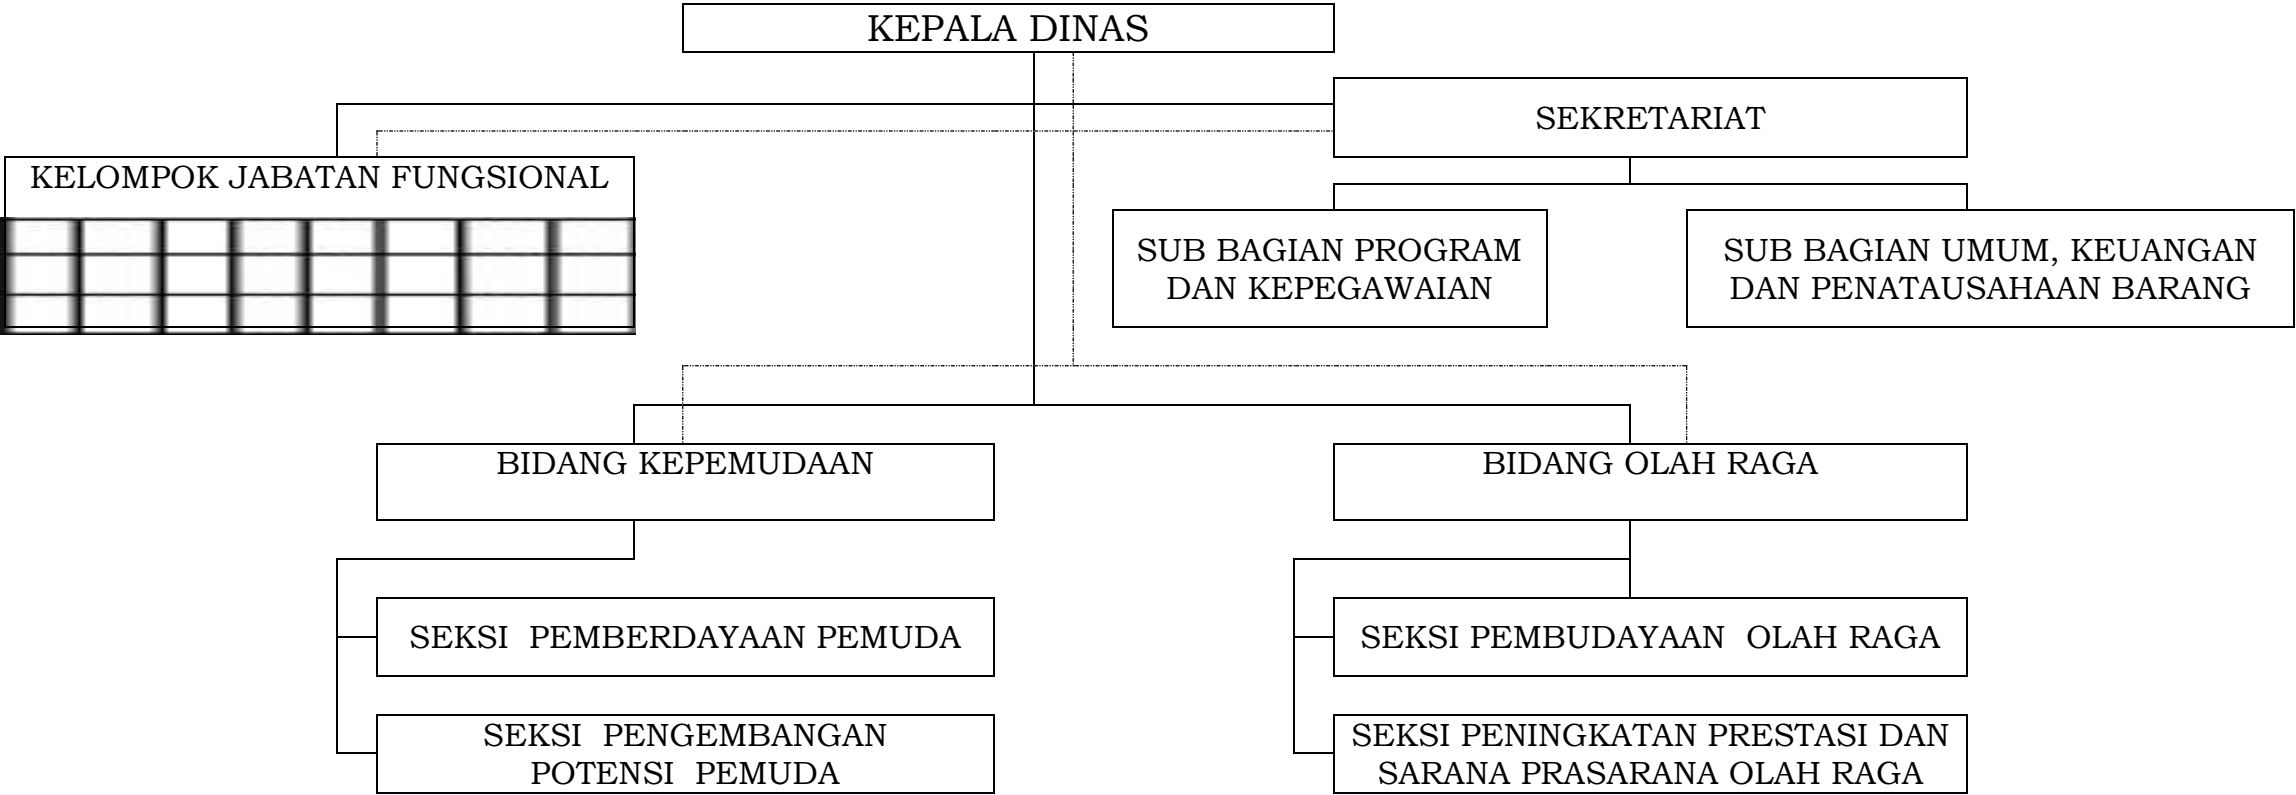 KEPALA DINAS
SEKRETARIAT
KELOMPOK JABATAN FUNGSIONAL
SUB BAGIAN PROGRAM
DAN KEPEGAWAIAN
SUB BAGIAN UMUM, KEUANGAN
DAN PENATAUSAHAAN BARANG
BIDANG KEPEMUDAAN
BIDANG OLAH RAGA
SEKSI  PEMBERDAYAAN PEMUDA
SEKSI PEMBUDAYAAN  OLAH RAGA
SEKSI  PENGEMBANGAN
POTENSI  PEMUDA
SEKSI PENINGKATAN PRESTASI DAN
SARANA PRASARANA OLAH RAGA